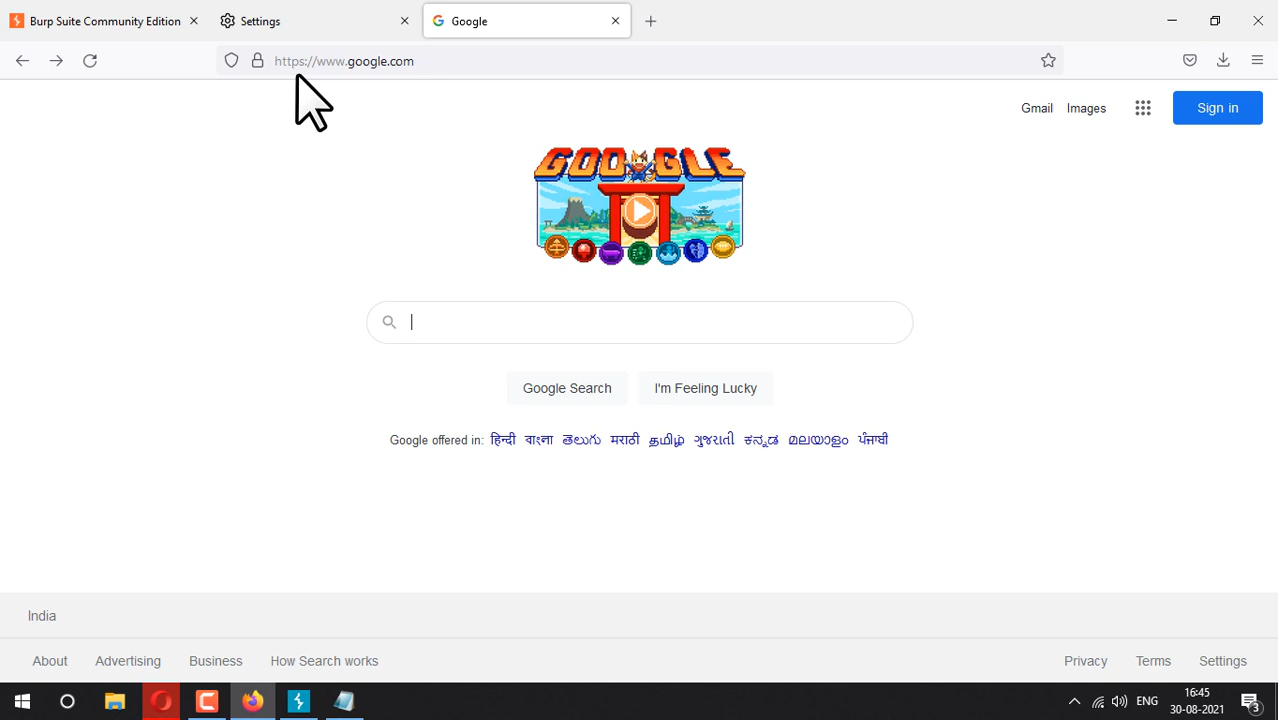 Burp Suite Community Edition
Settings
Google
https://www.google.com
Gmail
Images
Sign in
GOOGLE
Google Search
I'm Feeling Lucky
Google offered in: हिन्दी বাংলা తెలుగు मराठी தமிழ் ગુજરાતી ಕನ್ನಡ മലയാളം ਪੰਜਾਬੀ
India
About
Advertising
Business
How Search works
Privacy
Terms
Settings
ENG
16:45
30-08-2021
3